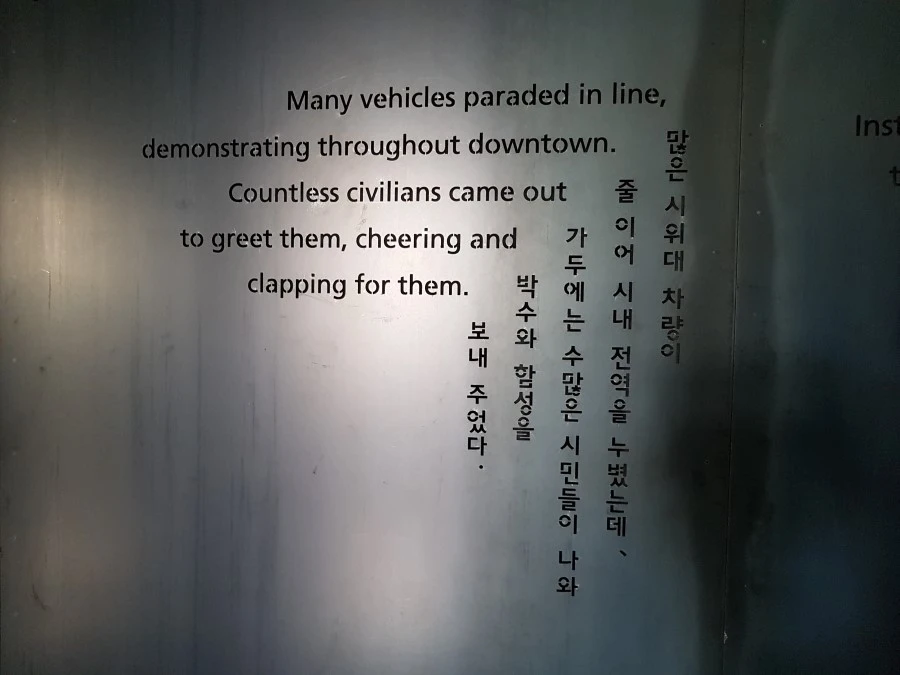 Many vehicles paraded in line,
demonstrating throughout downtown.
Countless civilians came out
to greet them, cheering and
clapping for them.
많은 시위대 차량이
줄 이어 시내 전역을 누볐는데、
가두에는 수많은 시민들이 나와
박수와 함성을
보내 주었다.